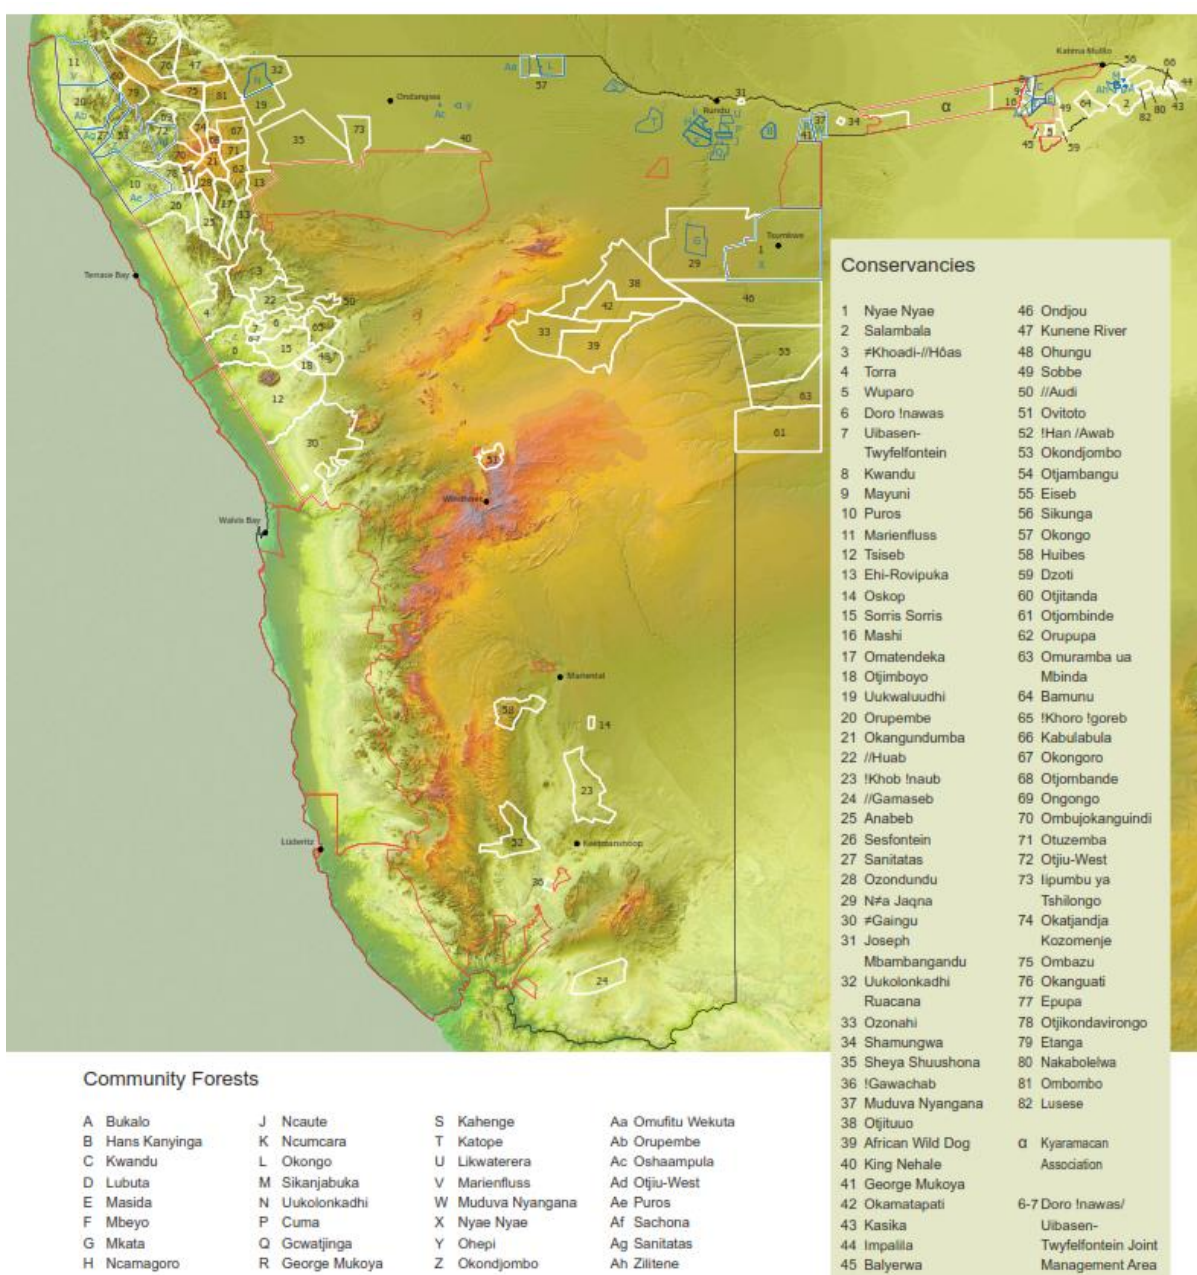 Katima Mulilo
Ondangwa
Rundu
Tsumkwe
Terrace Bay
Windhoek
Walvis Bay
Mariental
Lüderitz
Keetmanshoop
Conservancies
1 Nyae Nyae
2 Salambala
3 ≠Khoadi-//Hôas
4 Torra
5 Wuparo
6 Doro !nawas
7 Uibasen-
Twyfelfontein
8 Kwandu
9 Mayuni
10 Puros
11 Marienfluss
12 Tsiseb
13 Ehi-Rovipuka
14 Oskop
15 Sorris Sorris
16 Mashi
17 Omatendeka
18 Otjimboyo
19 Uukwaluudhi
20 Orupembe
21 Okangundumba
22 //Huab
23 !Khob !naub
24 //Gamaseb
25 Anabeb
26 Sesfontein
27 Sanitatas
28 Ozondundu
29 N≠a Jaqna
30 ≠Gaingu
31 Joseph
Mbambangandu
32 Uukolonkadhi
Ruacana
33 Ozonahi
34 Shamungwa
35 Sheya Shuushona
36 !Gawachab
37 Muduva Nyangana
38 Otjituuo
39 African Wild Dog
40 King Nehale
41 George Mukoya
42 Okamatapati
43 Kasika
44 Impalila
45 Balyerwa
46 Ondjou
47 Kunene River
48 Ohungu
49 Sobbe
50 //Audi
51 Ovitoto
52 !Han /Awab
53 Okondjombo
54 Otjambangu
55 Eiseb
56 Sikunga
57 Okongo
58 Huibes
59 Dzoti
60 Otjitanda
61 Otjombinde
62 Orupupa
63 Omuramba ua
Mbinda
64 Bamunu
65 !Khoro !goreb
66 Kabulabula
67 Okongoro
68 Otjombande
69 Ongongo
70 Ombujokanguindi
71 Otuzemba
72 Otjiu-West
73 Iipumbu ya
Tshilongo
74 Okatjandja
Kozomenje
75 Ombazu
76 Okanguati
77 Epupa
78 Otjikondavirongo
79 Etanga
80 Nakabolelwa
81 Ombombo
82 Lusese
α Kyaramacan
Association
6-7 Doro !nawas/
Uibasen-
Twyfelfontein Joint
Management Area
Community Forests
A Bukalo
B Hans Kanyinga
C Kwandu
D Lubuta
E Masida
F Mbeyo
G Mkata
H Ncamagoro
J Ncaute
K Ncumcara
L Okongo
M Sikanjabuka
N Uukolonkadhi
P Cuma
Q Gcwatjinga
R George Mukoya
S Kahenge
T Katope
U Likwaterera
V Marienfluss
W Muduva Nyangana
X Nyae Nyae
Y Ohepi
Z Okondjombo
Aa Omufitu Wekuta
Ab Orupembe
Ac Oshaampula
Ad Otjiu-West
Ae Puros
Af Sachona
Ag Sanitatas
Ah Zilitene